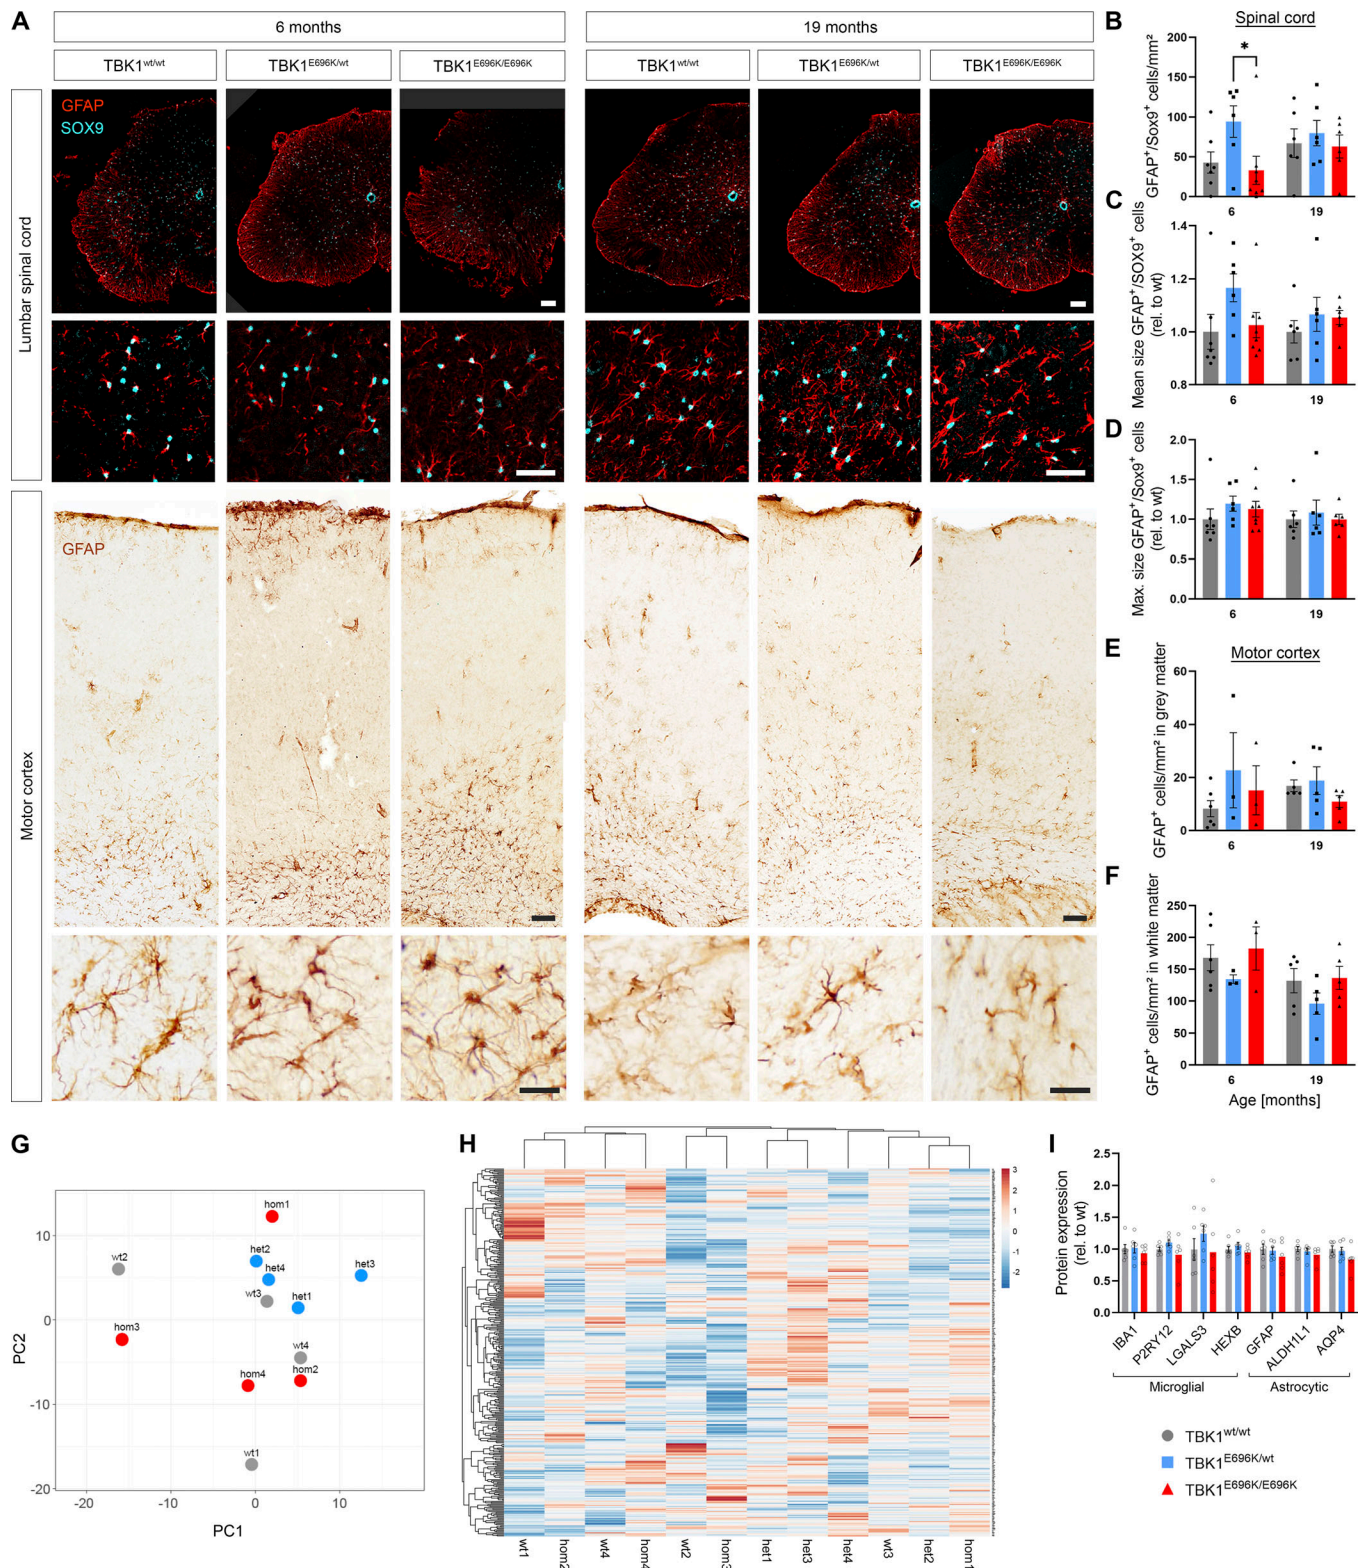 A
6 months
19 months
TBK1wt/wt
TBK1E696K/wt
TBK1E696K/E696K
TBK1wt/wt
TBK1E696K/wt
TBK1E696K/E696K
Lumbar spinal cord
GFAP
SOX9
Motor cortex
GFAP
B
Spinal cord
GFAP+/Sox9+ cells/mm²
200
150
100
50
0
*
6
19
C
Mean size GFAP+/SOX9+ cells
(rel. to wt)
1.4
1.2
1.0
0.8
6
19
D
Max. size GFAP+/Sox9+ cells
(rel. to wt)
2.0
1.5
1.0
0.5
0.0
6
19
E
Motor cortex
GFAP+ cells/mm² in grey matter
60
40
20
0
6
19
F
GFAP+ cells/mm² in white matter
250
200
150
100
50
0
6
19
Age [months]
G
PC2
10
0
-10
-20
hom1
wt2
het2
het4
het3
wt3
het1
hom3
wt4
hom2
hom4
wt1
-20
-10
0
10
PC1
H
3
2
1
0
-1
-2
wt1
hom2
wt4
hom4
wt2
hom3
het1
het3
het4
wt3
het2
hom1
I
Protein expression
(rel. to wt)
2.5
2.0
1.5
1.0
0.5
0.0
IBA1
P2RY12
LGALS3
HEXB
GFAP
ALDH1L1
AQP4
Microglial
Astrocytic
TBK1wt/wt
TBK1E696K/wt
TBK1E696K/E696K